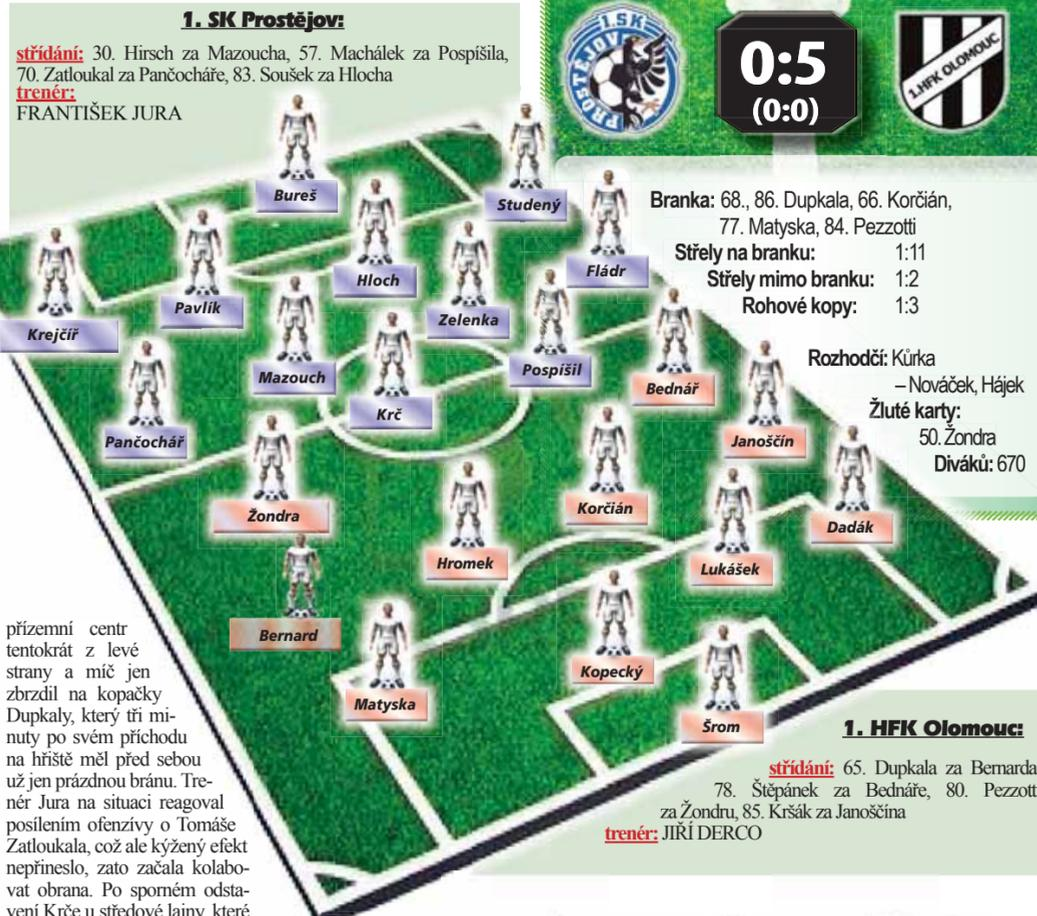 1. SK Prostějov:
střídání: 30. Hirsch za Mazoucha, 57. Machálek za Pospíšila,
70. Zatloukal za Pančocháře, 83. Soušek za Hlocha
trenér:
FRANTIŠEK JURA
1.SK
PROSTĚJOV
0:5
(0:0)
1.HFK OLOMOUC
Branka: 68., 86. Dupkala, 66. Korčián,
77. Matyska, 84. Pezzotti
Střely na branku: 1:11
Střely mimo branku: 1:2
Rohové kopy: 1:3
Rozhodčí: Kůrka
– Nováček, Hájek
Žluté karty:
50. Žondra
Diváků: 670
Bureš
Studený
Hloch
Fládr
Pavlík
Zelenka
Krejčíř
Mazouch
Pospíšil
Krč
Bednář
Pančochář
Janoščín
Žondra
Korčián
Dadák
Hromek
Lukášek
Bernard
Kopecký
Matyska
Šrom
přízemní centr
tentokrát z levé
strany a míč jen
zbrzdil na kopačky
Dupkaly, který tři mi-
nuty po svém příchodu
na hřiště měl před sebou
už jen prázdnou bránu. Tre-
nér Jura na situaci reagoval
posílením ofenzívy o Tomáše
Zatloukala, což ale kýžený efekt
nepřineslo, zato začala kolabo-
vat obrana. Po sporném odsta-
vení Krče u středové lajny, které
1. HFK Olomouc:
střídání: 65. Dupkala za Bernarda
78. Štěpánek za Bednáře, 80. Pezzott
za Žondru, 85. Kršák za Janoščína
trenér: JIŘÍ DERCO